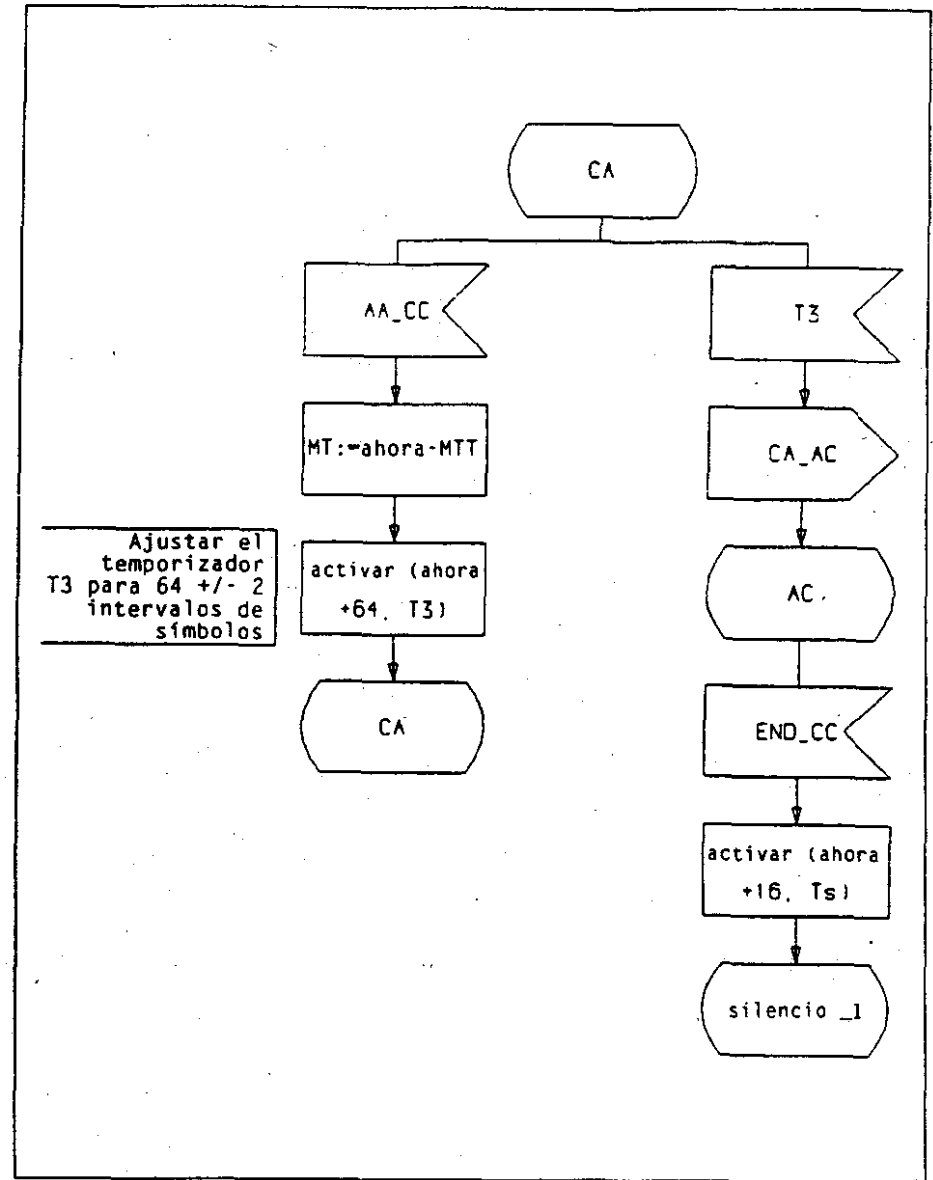 CA
AA_CC
MT:=ahora-MTT
Ajustar el
temporizador
T3 para 64 +/- 2
intervalos de
símbolos
activar (ahora
+64, T3)
CA
T3
CA_AC
AC
END_CC
activar (ahora
+16, Ts)
silencio _1